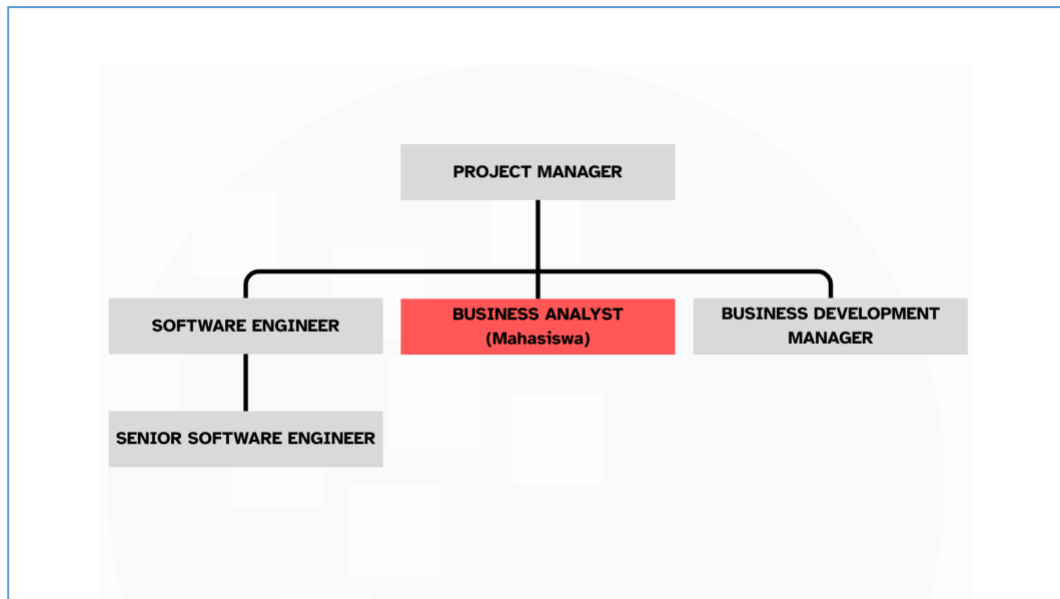 PROJECT MANAGER
SOFTWARE ENGINEER
BUSINESS ANALYST
(Mahasiswa)
BUSINESS DEVELOPMENT
MANAGER
SENIOR SOFTWARE ENGINEER